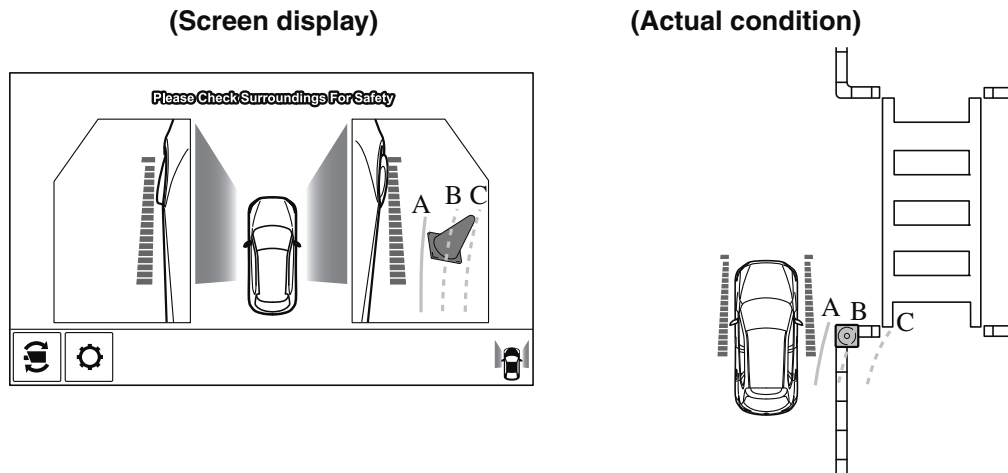 (Screen display)
(Actual condition)
Please Check Surroundings For Safety
A
B C
A B C